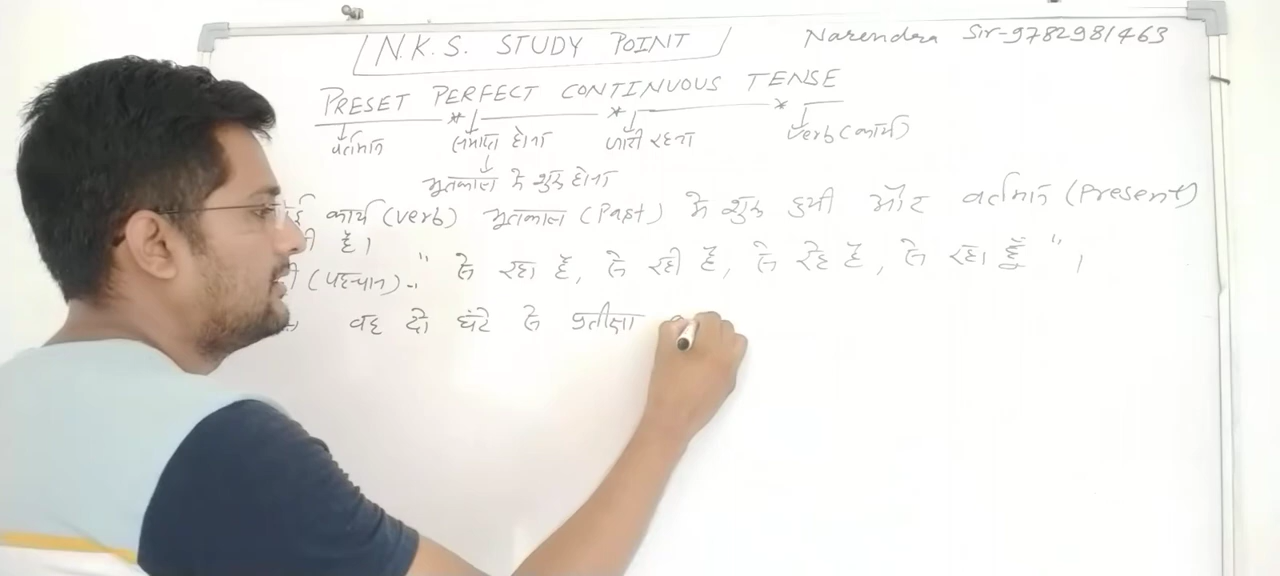 N.K.S. STUDY POINT
Narendra Sir-9782981463
PRESET PERFECT CONTINUOUS TENSE
वर्तमान समाप्त होना जारी रहना Verb (कार्य)
भूतकाल मे शुरू होना
कार्य (verb) भूतकाल (Past) मे शुरू हुयी और वर्तमान (Present)
है।
(पहचान) - " से रहा है, से रही है, से रहे है, से रहा हूँ "।
वह दो घंटे से प्रतीक्षा